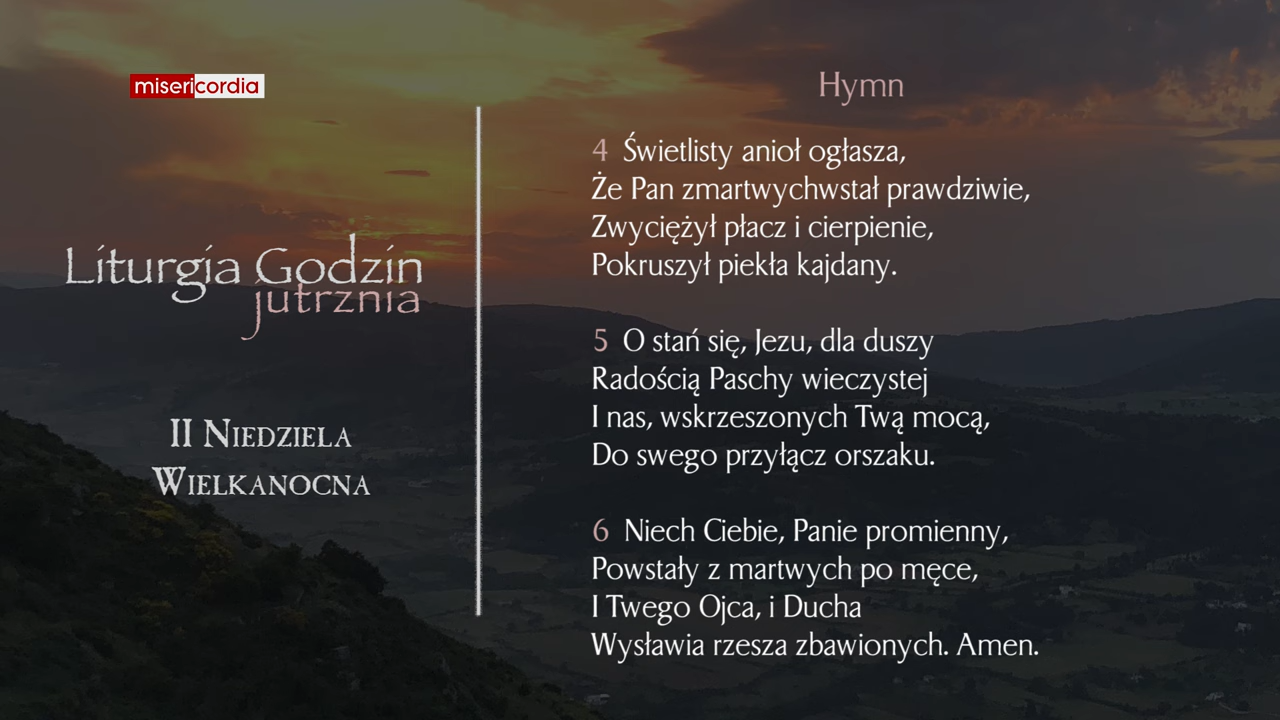 misericordia
Liturgia Godzin
jutrznia
II Niedziela
Wielkanocna
Hymn
4 Świetlisty anioł ogłasza,
Że Pan zmartwychwstał prawdziwie,
Zwyciężył płacz i cierpienie,
Pokruszył piekła kajdany.
5 O stań się, Jezu, dla duszy
Radością Paschy wieczystej
I nas, wskrzeszonych Twą mocą,
Do swego przyłącz orszaku.
6 Niech Ciebie, Panie promienny,
Powstały z martwych po męce,
I Twego Ojca, i Ducha
Wysławia rzesza zbawionych. Amen.